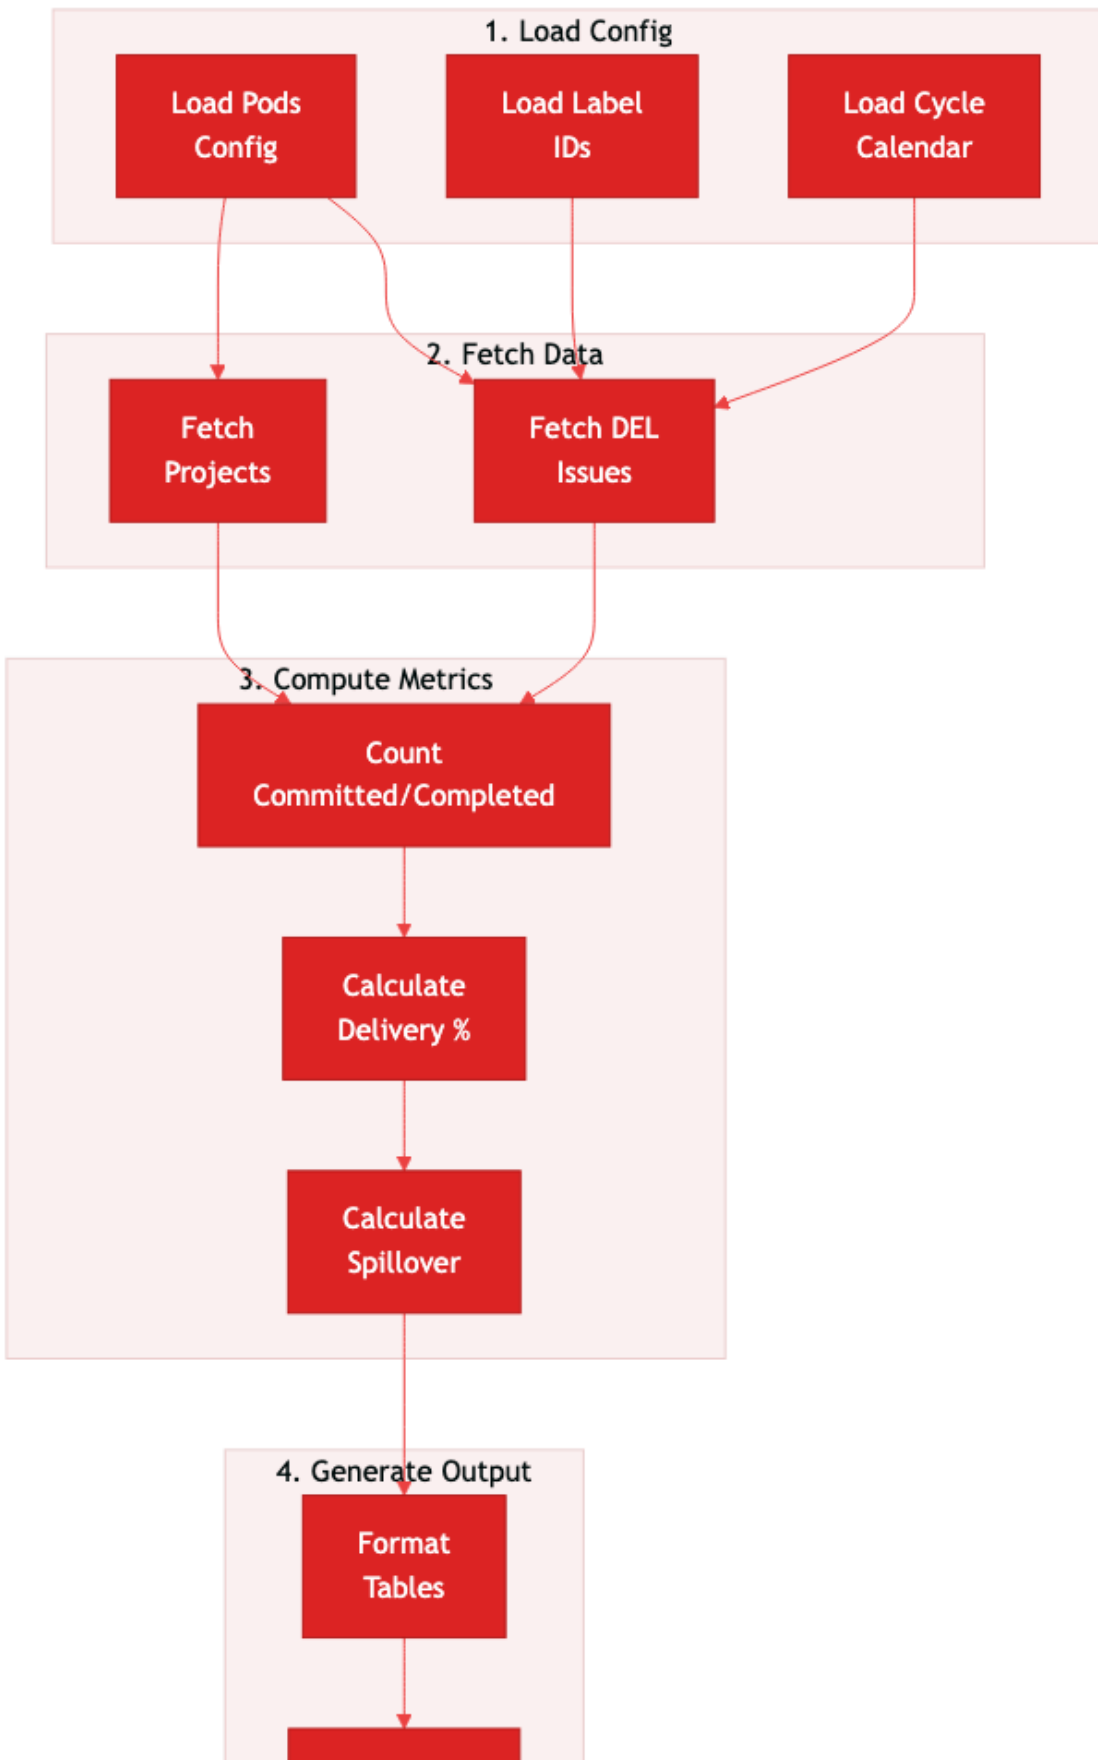 1. Load Config
Load Pods
Config
Load Label
IDs
Load Cycle
Calendar
2. Fetch Data
Fetch
Projects
Fetch DEL
Issues
3. Compute Metrics
Count
Committed/Completed
Calculate
Delivery %
Calculate
Spillover
4. Generate Output
Format
Tables